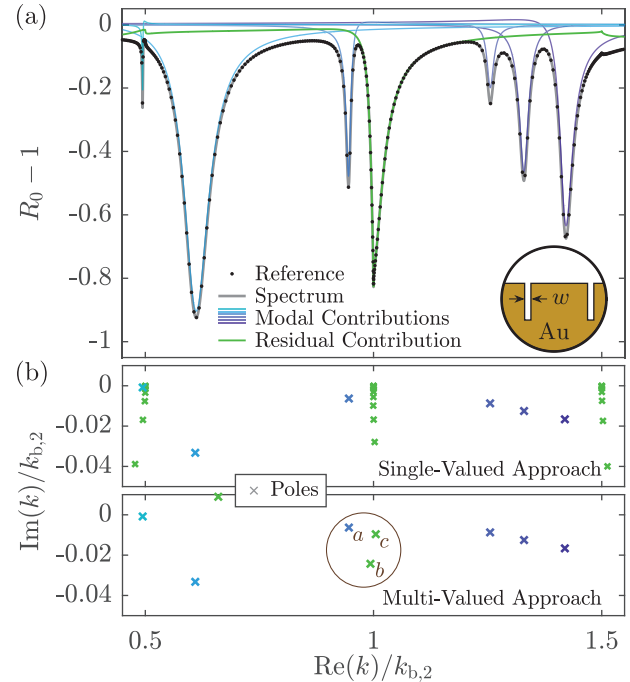 (a)
0
-0.2
-0.4
-0.6
-0.8
-1
R₀ − 1
Reference
Spectrum
Modal Contributions
Residual Contribution
w
Au
(b)
0
-0.02
-0.04
Single-Valued Approach
× Poles
0
-0.02
-0.04
a
c
b
Multi-Valued Approach
Im(k)/k_b,2
0.5
1
1.5
Re(k)/k_b,2